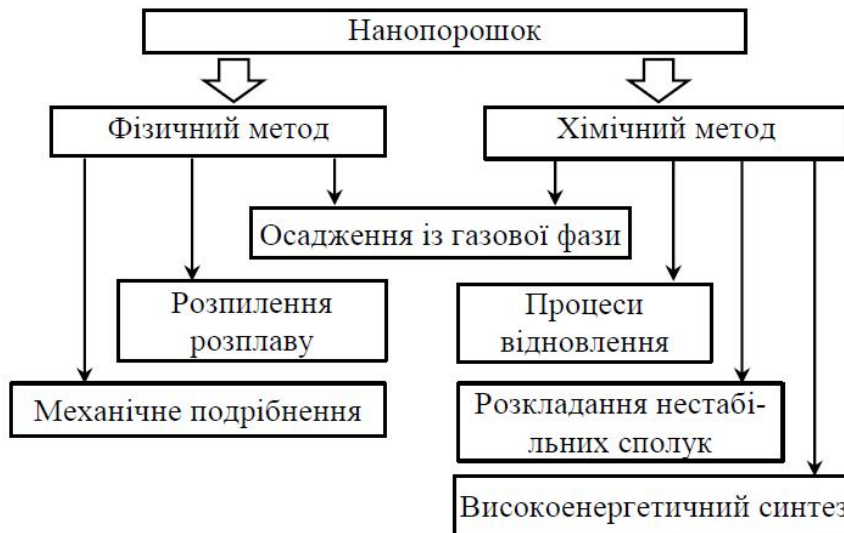 Нанопорошок
Фізичний метод
Хімічний метод
Осадження із газової фази
Розпилення
розплаву
Процеси
відновлення
Механічне подрібнення
Розкладання нестабі-
льних сполук
Високоенергетичний синтез